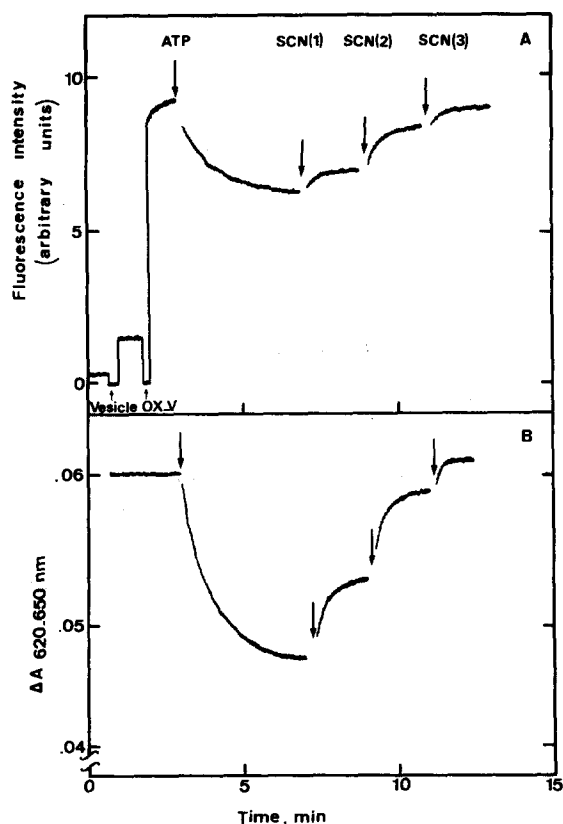 ATP SCN(1) SCN(2) SCN(3) A
Fluorescence intensity
(arbitrary units)
10
5
0
Vesicle OX-V
B
ΔA 620-650 nm
.06
.05
.04
0 5 10 15
Time, min